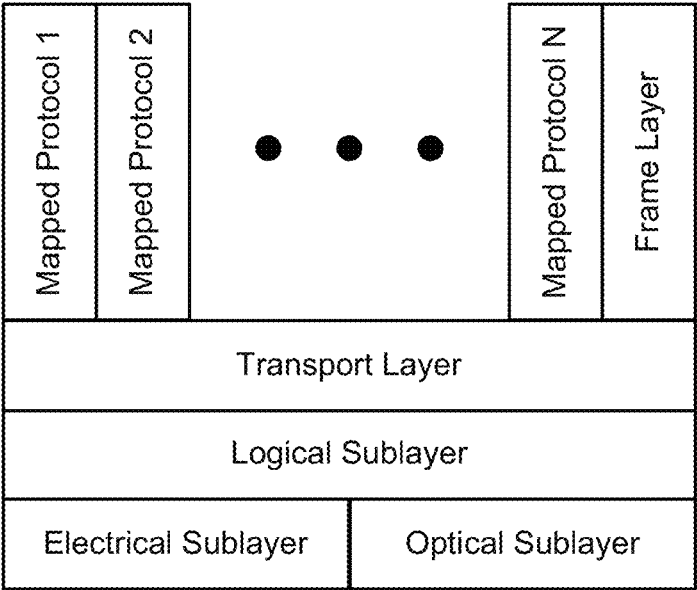 Mapped Protocol 1
Mapped Protocol 2
Mapped Protocol N
Frame Layer
Transport Layer
Logical Sublayer
Electrical Sublayer
Optical Sublayer